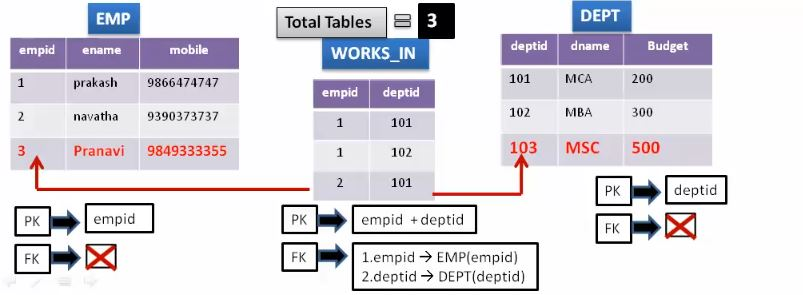 Total Tables = 3
EMP
empid ename mobile
1 prakash 9866474747
2 navatha 9390373737
3 Pranavi 9849333355
PK empid
FK
WORKS_IN
empid deptid
1 101
1 102
2 101
PK empid + deptid
FK 1.empid → EMP(empid)
2.deptid → DEPT(deptid)
DEPT
deptid dname Budget
101 MCA 200
102 MBA 300
103 MSC 500
PK deptid
FK